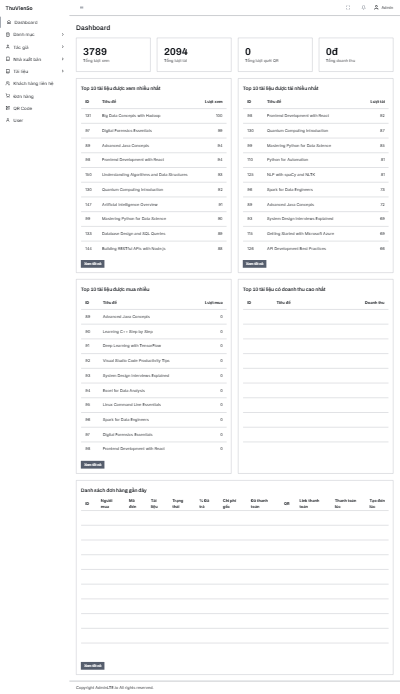 ThuVienSo
Admin
Dashboard
Danh mục
Tác giả
Nhà xuất bản
Tài liệu
Khách hàng liên hệ
Đơn hàng
QR Code
User
Dashboard
3789
Tổng lượt xem
2094
Tổng lượt tải
0
Tổng lượt quét QR
0đ
Tổng doanh thu
Top 10 tài liệu được xem nhiều nhất
ID Tiêu đề Lượt xem
131 Big Data Concepts with Hadoop 100
97 Digital Forensics Essentials
89 Advanced Java Concepts 94
98 Frontend Development with React 94
150 Understanding Algorithms and Data Structures 93
130 Quantum Computing Introduction
147 Artificial Intelligence Overview 91
99 Mastering Python for Data Science
133 Database Design and SQL Queries
144 Building RESTful APIs with Node.js
Xem tất cả
Top 10 tài liệu được tải nhiều nhất
ID Tiêu đề Lượt tải
98 Frontend Development with React 92
130 Quantum Computing Introduction 87
99 Mastering Python for Data Science
110 Python for Automation 81
125 NLP with spaCy and NLTK 81
96 Spark for Data Engineers
89 Advanced Java Concepts 72
93 System Design Interviews Explained
115 Getting Started with Microsoft Azure
128 API Development Best Practices
Xem tất cả
Top 10 tài liệu được mua nhiều
ID Tiêu đề Lượt mua
89 Advanced Java Concepts 0
90 Learning C++ Step by Step 0
91 Deep Learning with TensorFlow 0
92 Visual Studio Code Productivity Tips 0
93 System Design Interviews Explained 0
94 Excel for Data Analysis 0
95 Linux Command Line Essentials 0
96 Spark for Data Engineers 0
97 Digital Forensics Essentials 0
98 Frontend Development with React 0
Xem tất cả
Top 10 tài liệu có doanh thu cao nhất
ID Tiêu đề Doanh thu
Danh sách đơn hàng gần đây
ID Người mua Mã đơn Tài liệu Trạng thái % Đã trả Chi phí gốc Đã thanh toán QR Link thanh toán Thanh toán lúc Tạo đơn lúc
Xem tất cả
Copyright AdminLTE.io All rights reserved.